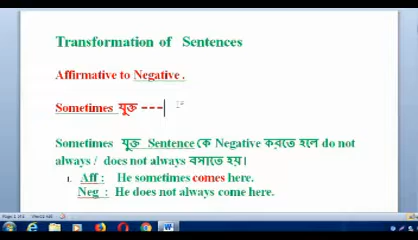 Transformation of Sentences
Affirmative to Negative .
Sometimes যুক্ত ---
Sometimes যুক্ত Sentence কে Negative করতে হলে do not
always / does not always বসাতে হয়।
1. Aff : He sometimes comes here.
Neg : He does not always come here.